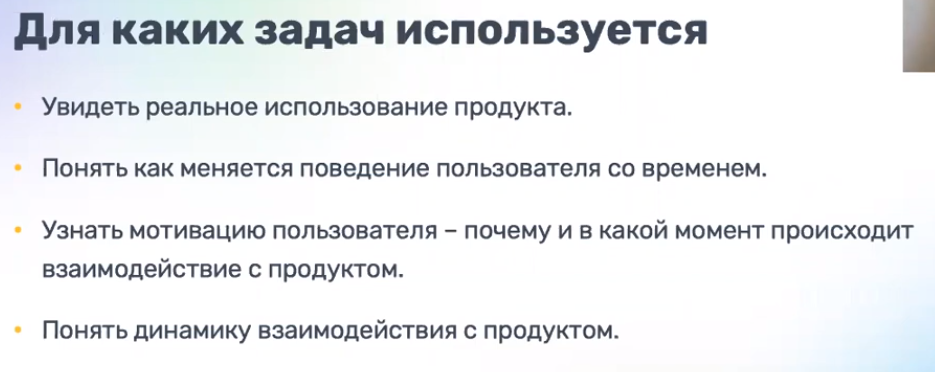 Для каких задач используется
• Увидеть реальное использование продукта.
• Понять как меняется поведение пользователя со временем.
• Узнать мотивацию пользователя – почему и в какой момент происходит
взаимодействие с продуктом.
• Понять динамику взаимодействия с продуктом.